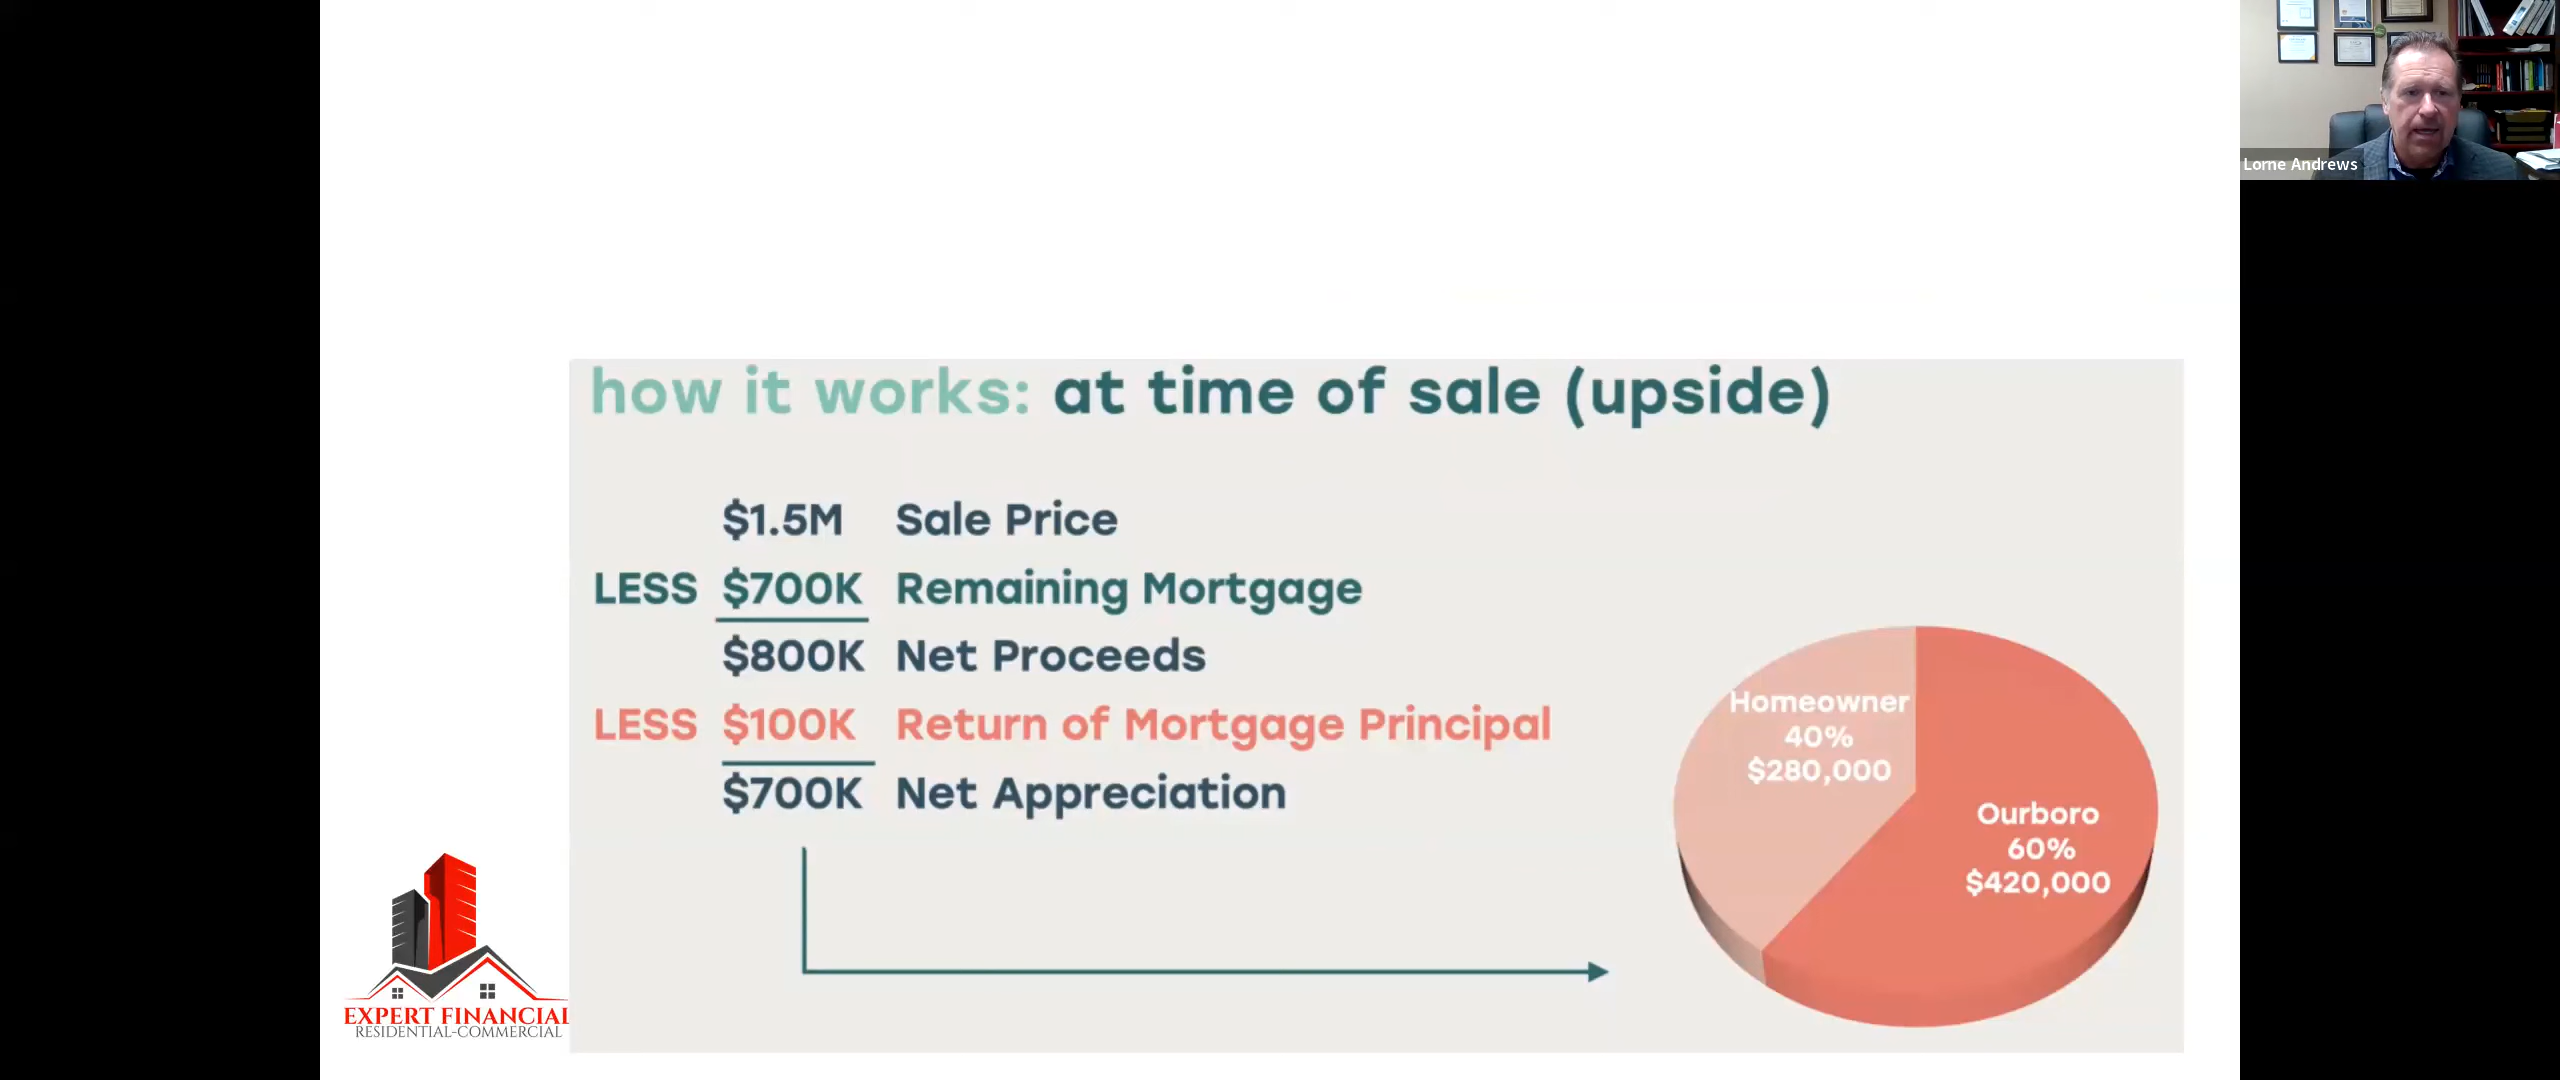 Lorne Andrews
how it works: at time of sale (upside)
$1.5M Sale Price
LESS $700K Remaining Mortgage
$800K Net Proceeds
LESS $100K Return of Mortgage Principal
$700K Net Appreciation
Homeowner
40%
$280,000
Ourboro
60%
$420,000
EXPERT FINANCIAL
RESIDENTIAL-COMMERCIAL